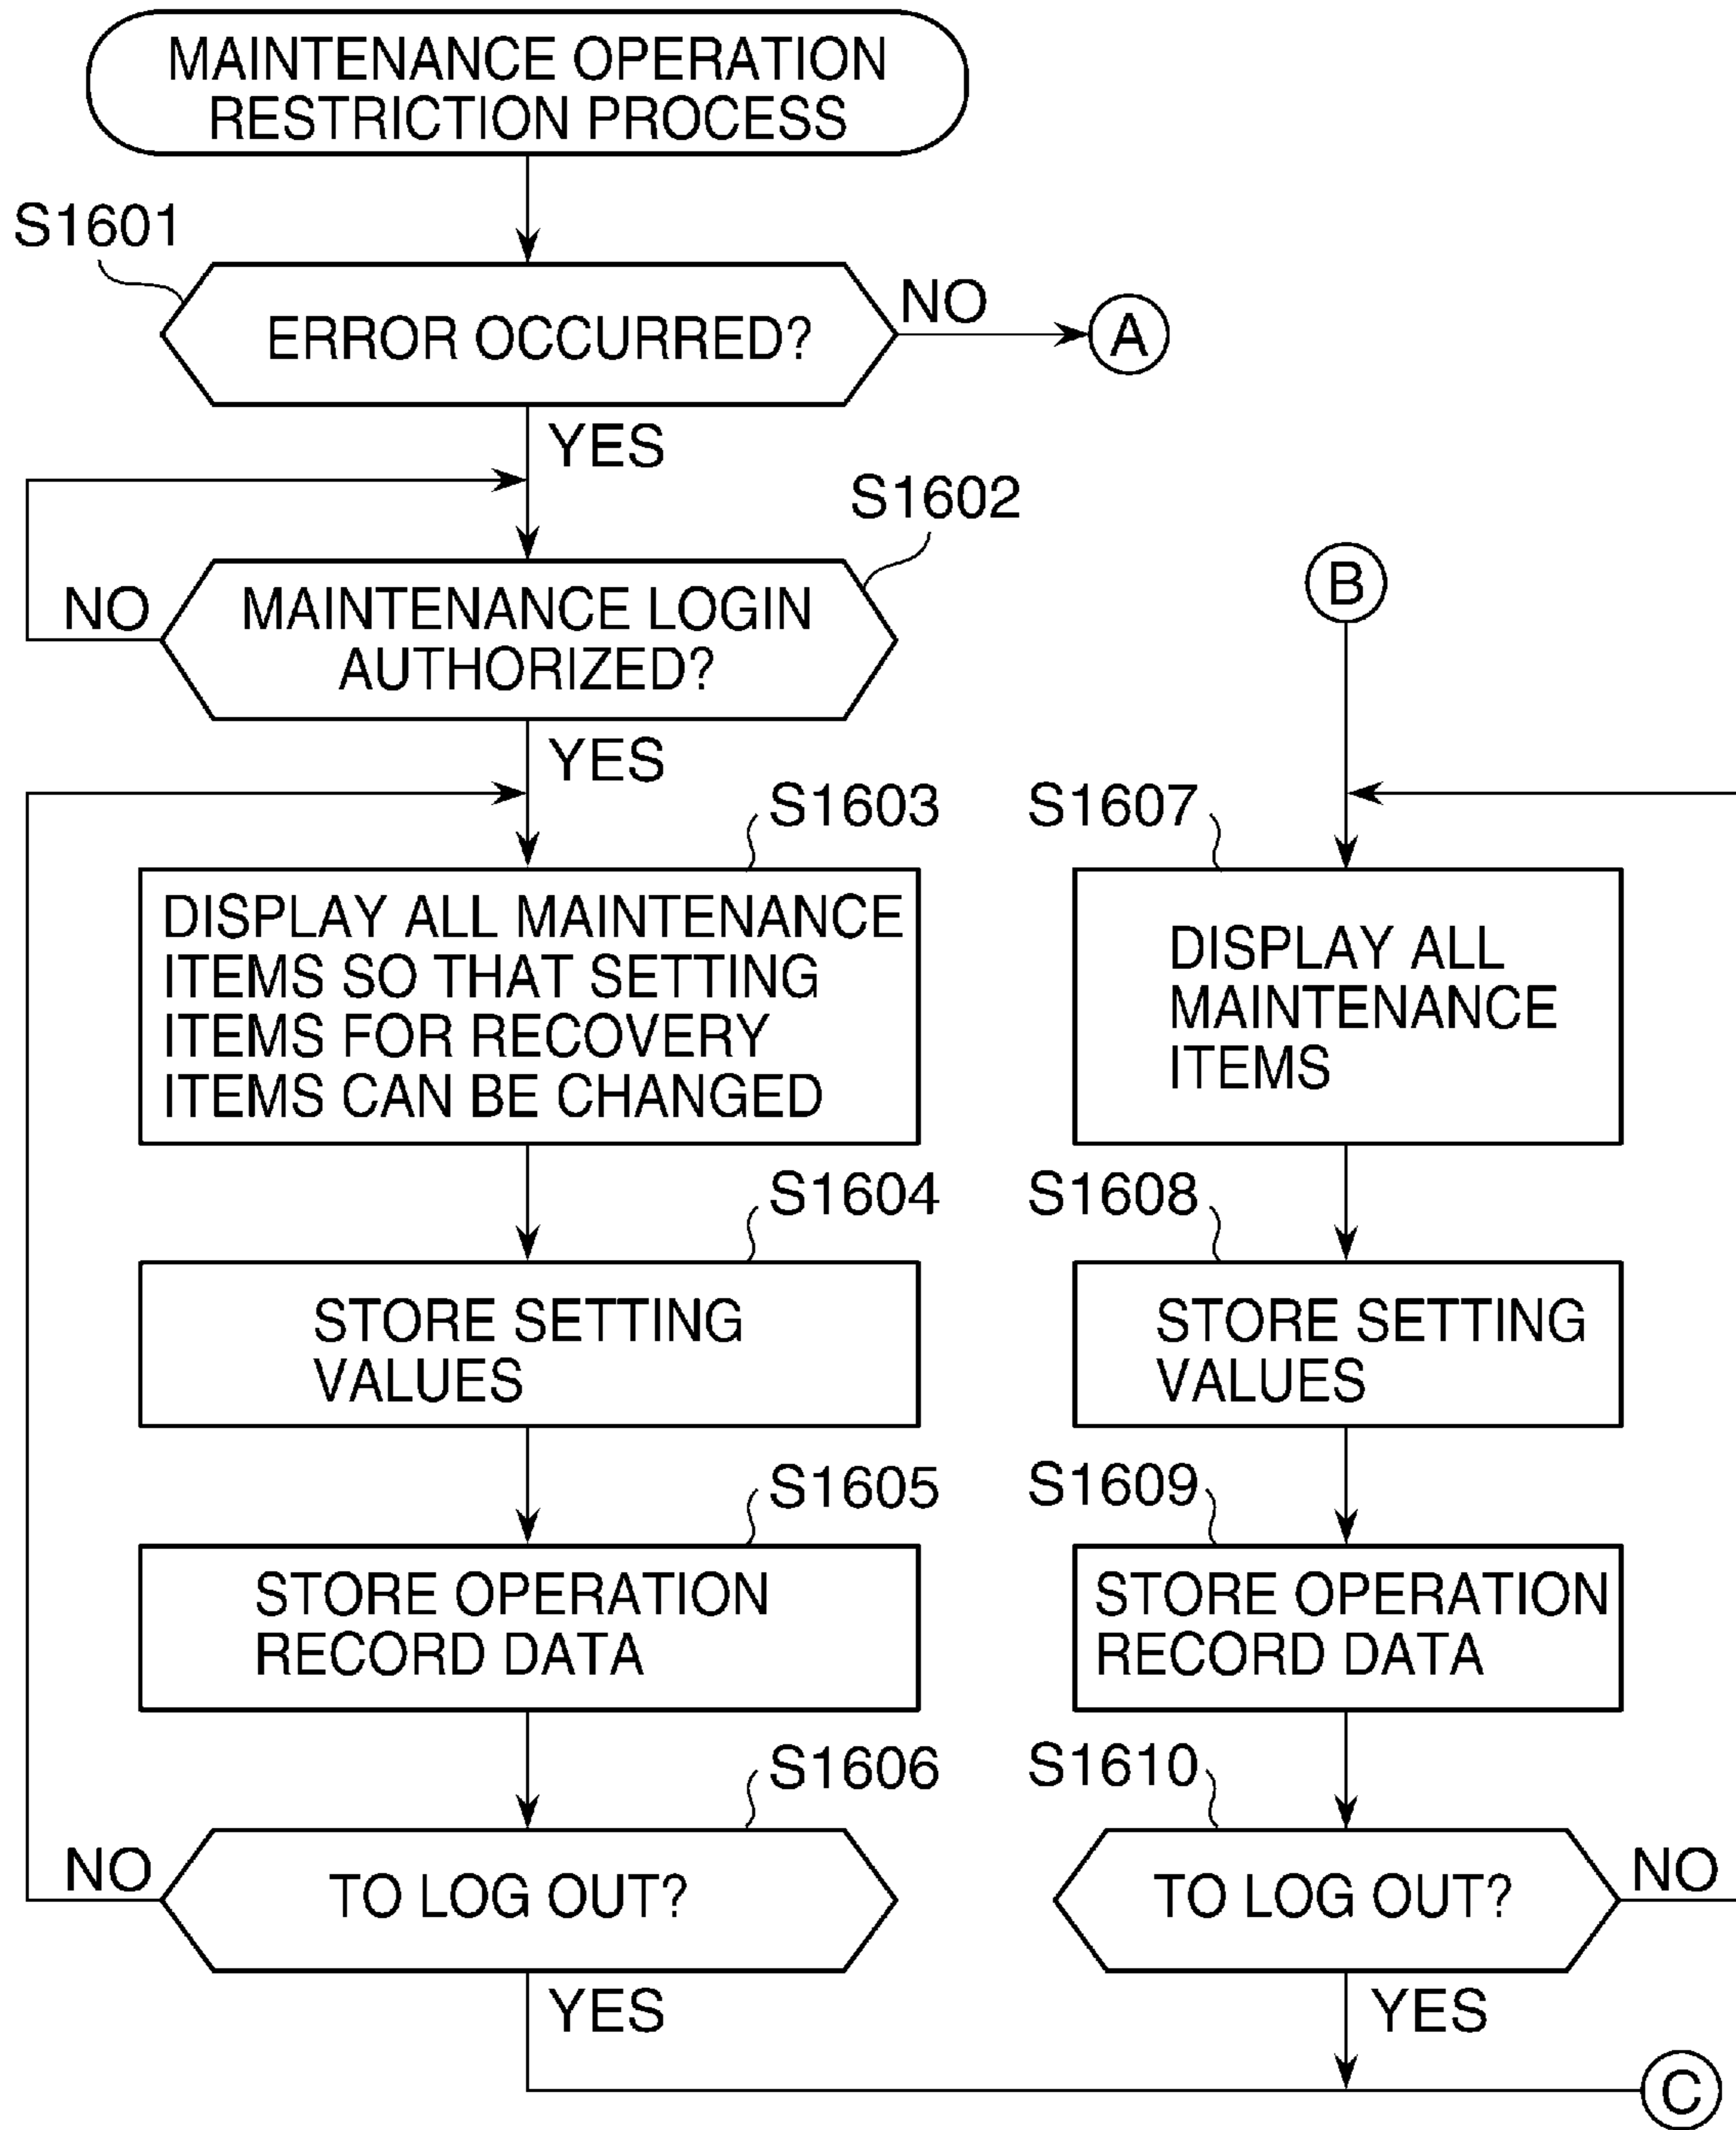 MAINTENANCE OPERATION
RESTRICTION PROCESS
S1601
ERROR OCCURRED?
NO
A
YES
S1602
NO
MAINTENANCE LOGIN
AUTHORIZED?
YES
S1603
DISPLAY ALL MAINTENANCE
ITEMS SO THAT SETTING
ITEMS FOR RECOVERY
ITEMS CAN BE CHANGED
S1604
STORE SETTING
VALUES
S1605
STORE OPERATION
RECORD DATA
S1606
NO
TO LOG OUT?
YES
B
S1607
DISPLAY ALL
MAINTENANCE
ITEMS
S1608
STORE SETTING
VALUES
S1609
STORE OPERATION
RECORD DATA
S1610
TO LOG OUT?
NO
YES
C